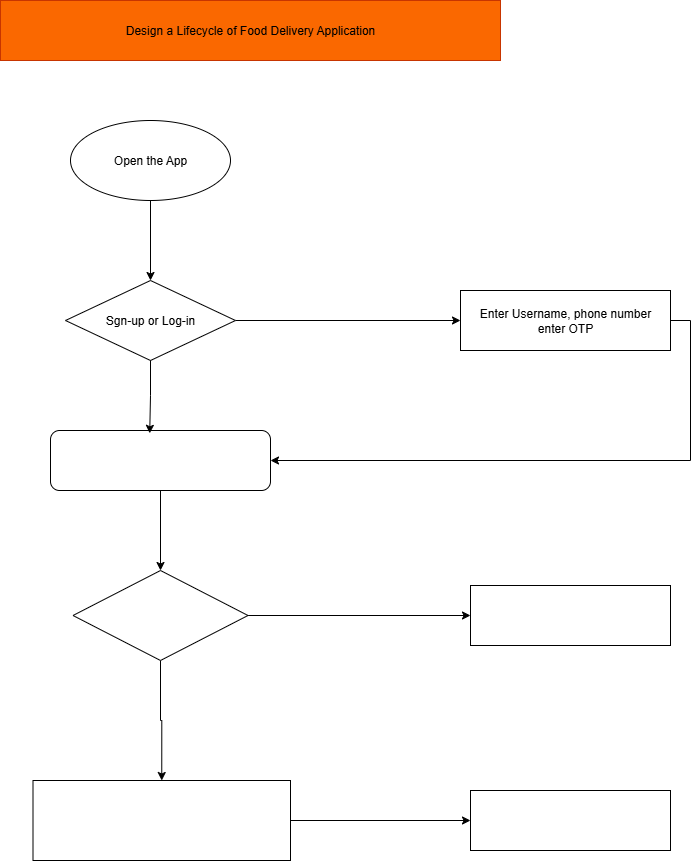 Design a Lifecycle of Food Delivery Application
Open the App
Sgn-up or Log-in
Enter Username, phone number
enter OTP